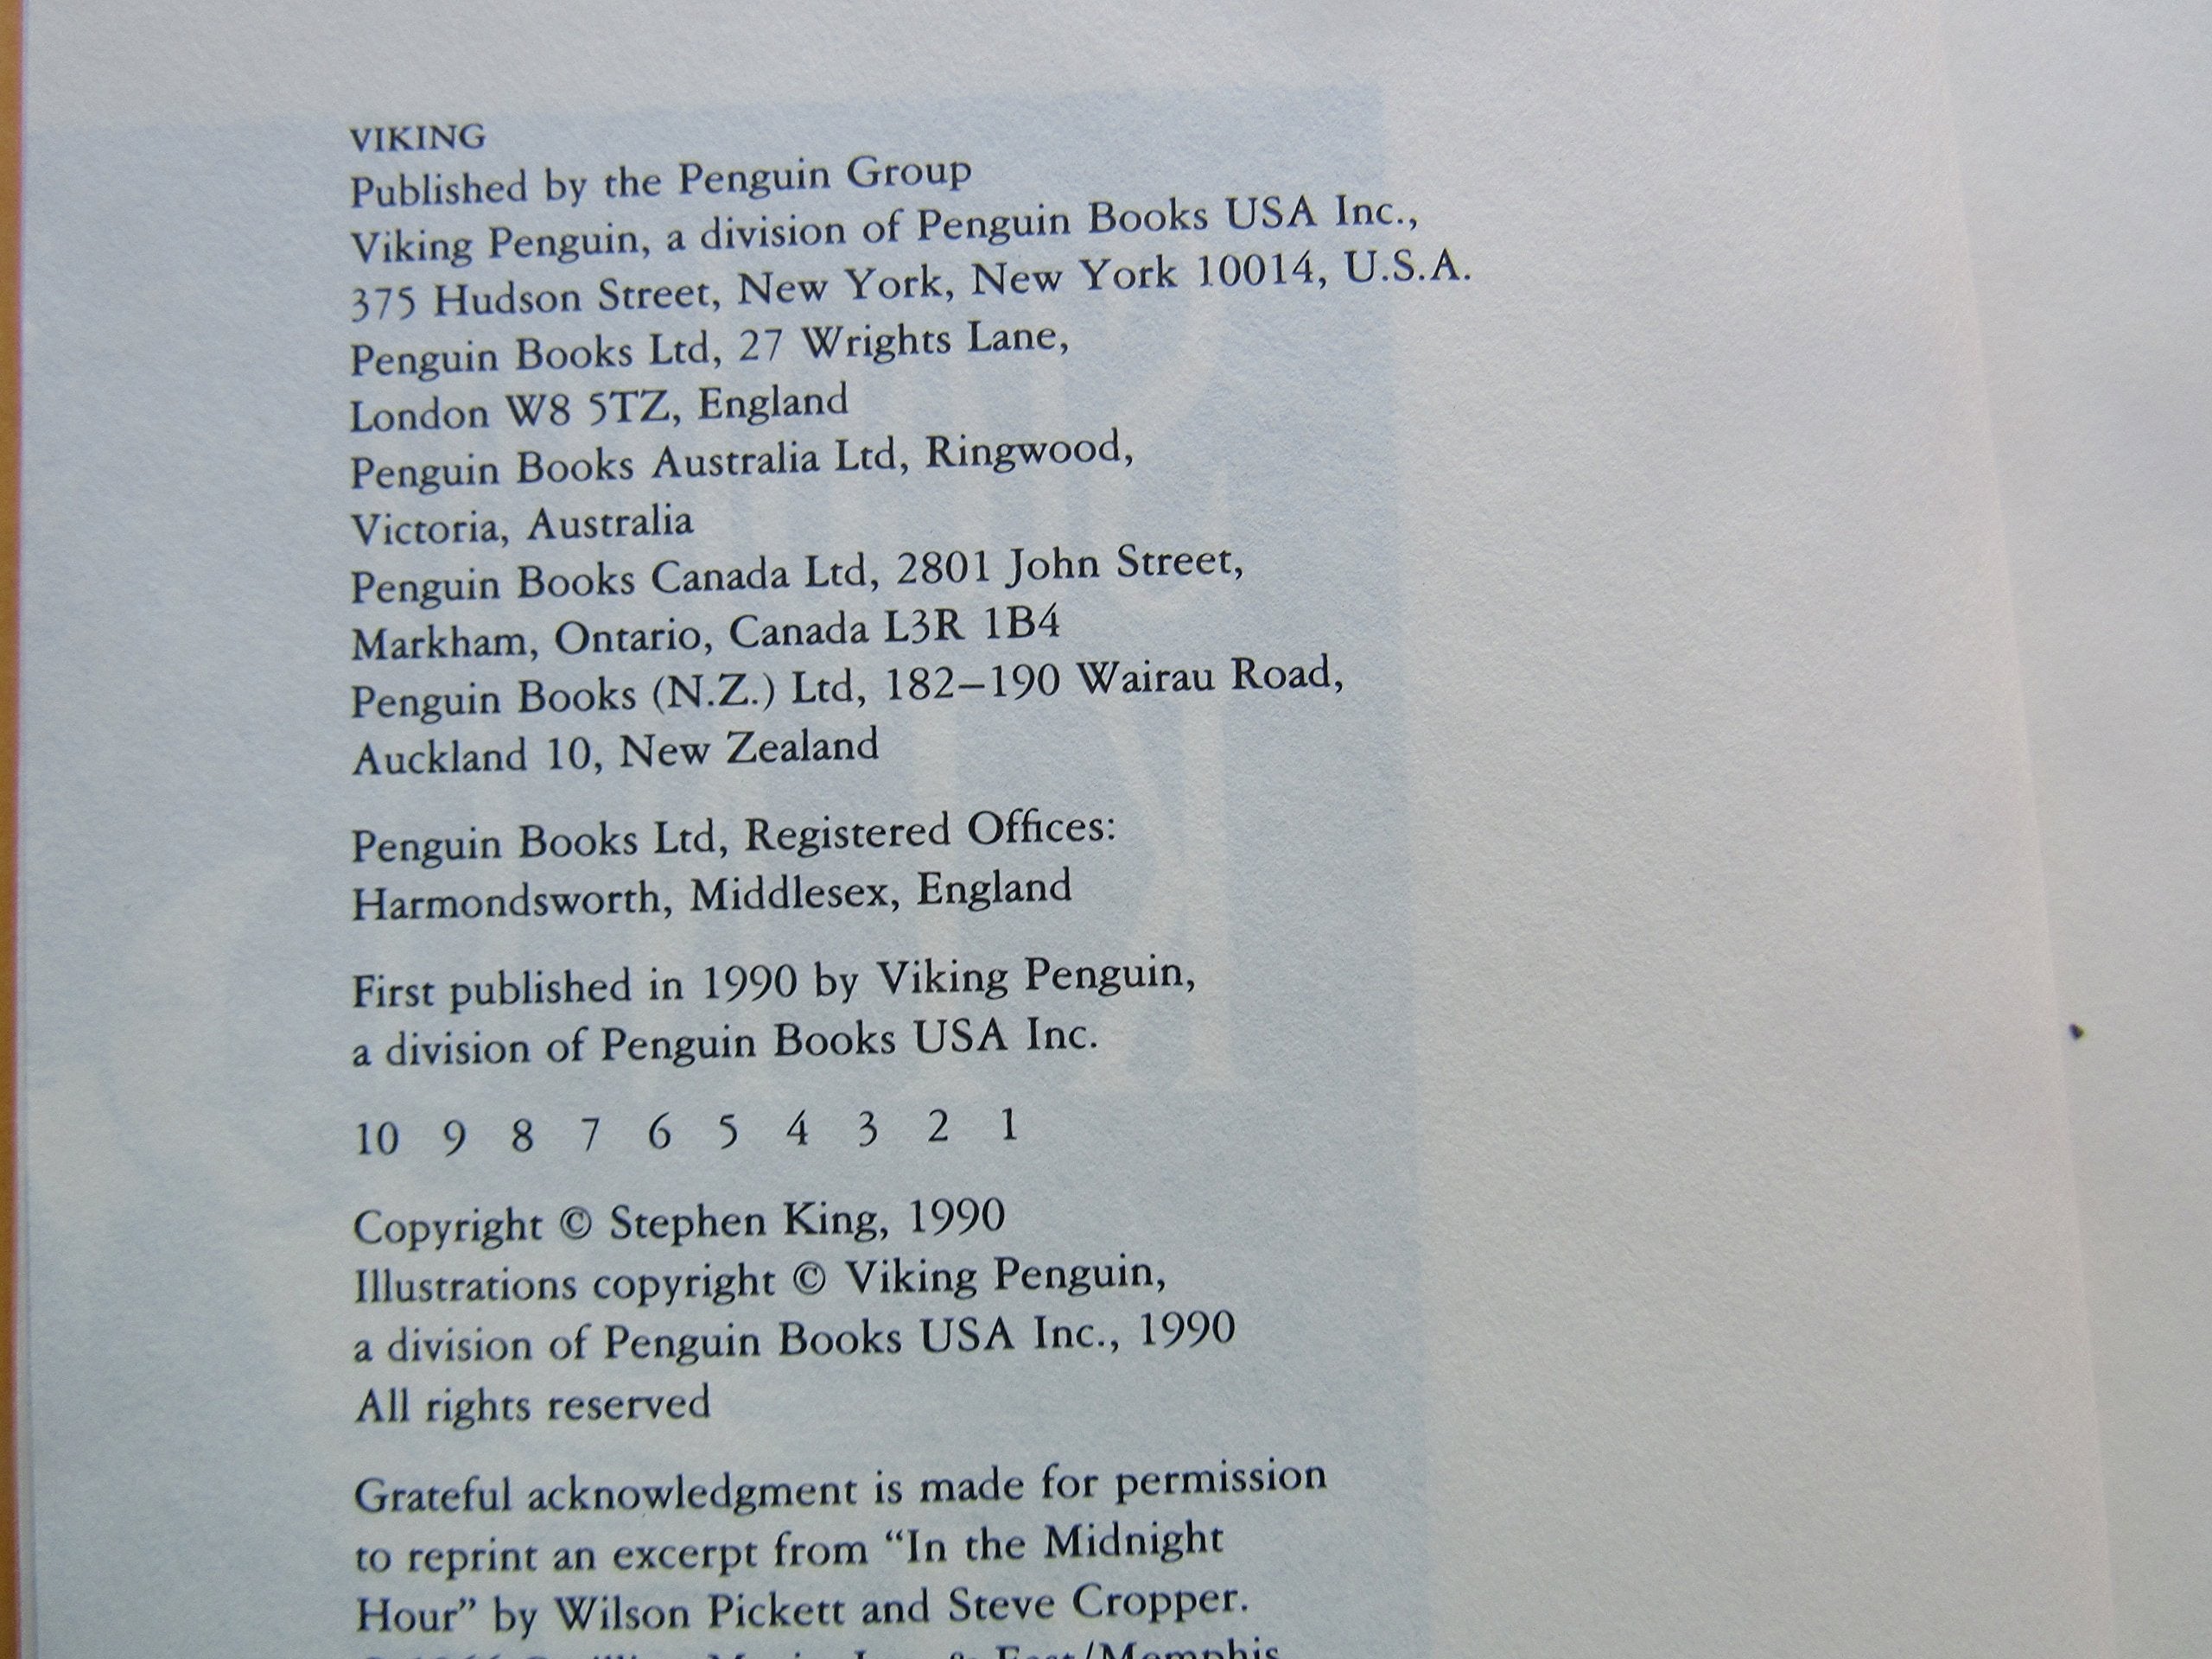 VIKING
Published by the Penguin Group
Viking Penguin, a division of Penguin Books USA Inc.,
375 Hudson Street, New York, New York 10014, U.S.A.
Penguin Books Ltd, 27 Wrights Lane,
London W8 5TZ, England
Penguin Books Australia Ltd, Ringwood,
Victoria, Australia
Penguin Books Canada Ltd, 2801 John Street,
Markham, Ontario, Canada L3R 1B4
Penguin Books (N.Z.) Ltd, 182–190 Wairau Road,
Auckland 10, New Zealand
Penguin Books Ltd, Registered Offices:
Harmondsworth, Middlesex, England
First published in 1990 by Viking Penguin,
a division of Penguin Books USA Inc.
10 9 8 7 6 5 4 3 2 1
Copyright © Stephen King, 1990
Illustrations copyright © Viking Penguin,
a division of Penguin Books USA Inc., 1990
All rights reserved
Grateful acknowledgment is made for permission
to reprint an excerpt from “In the Midnight
Hour” by Wilson Pickett and Steve Cropper.
& East/Memphis